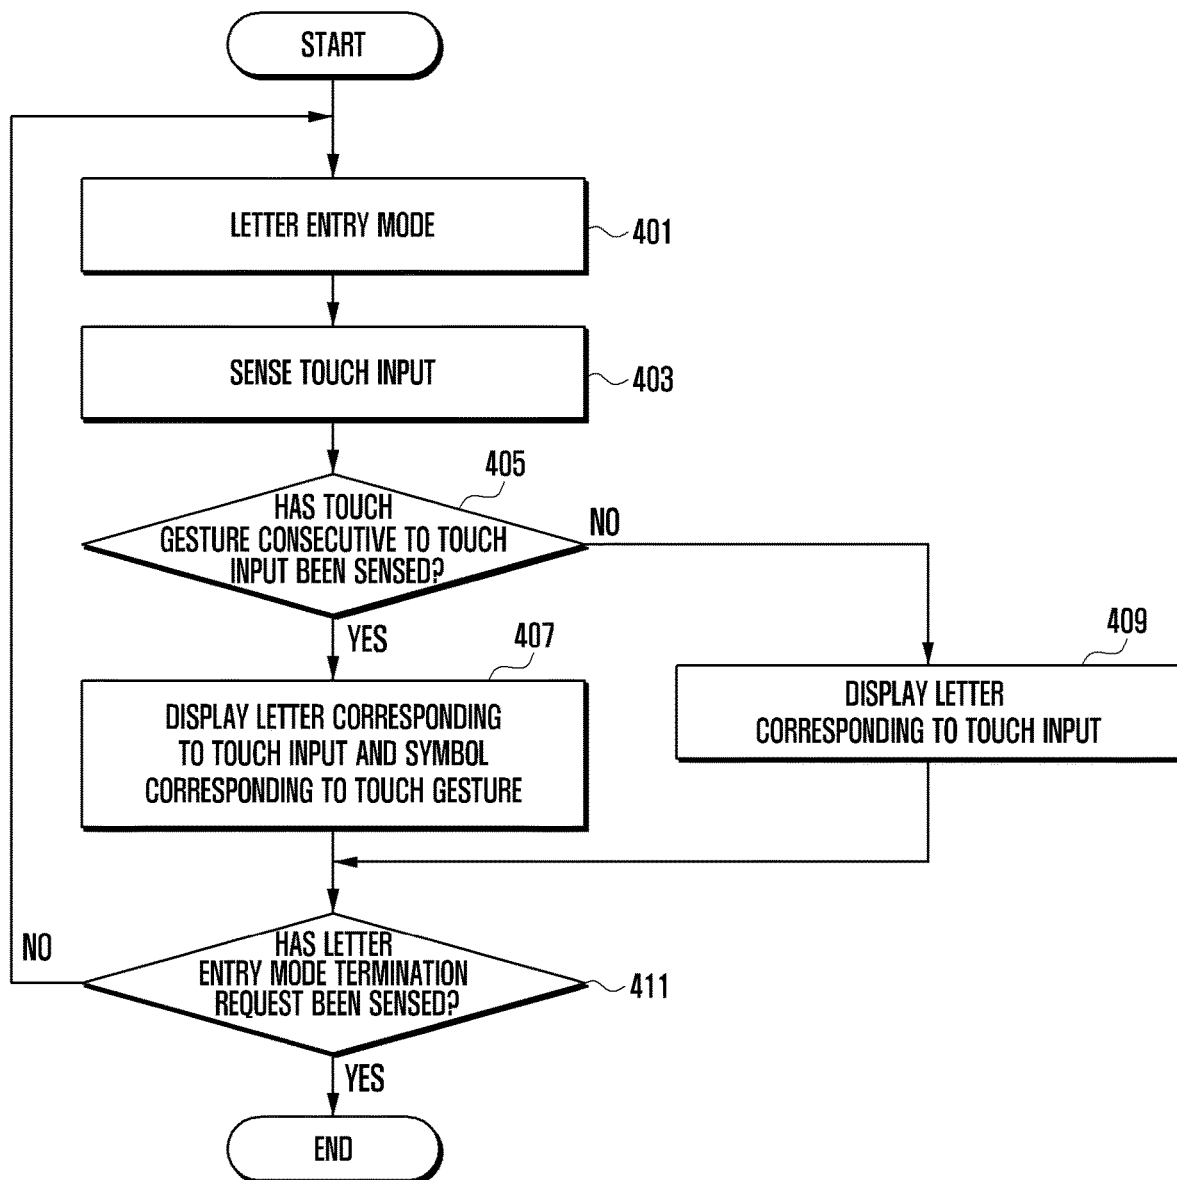 START
LETTER ENTRY MODE
401
SENSE TOUCH INPUT
403
405
HAS TOUCH
GESTURE CONSECUTIVE TO TOUCH
INPUT BEEN SENSED?
NO
YES
407
DISPLAY LETTER CORRESPONDING
TO TOUCH INPUT AND SYMBOL
CORRESPONDING TO TOUCH GESTURE
409
DISPLAY LETTER
CORRESPONDING TO TOUCH INPUT
NO
HAS LETTER
ENTRY MODE TERMINATION
REQUEST BEEN SENSED?
411
YES
END